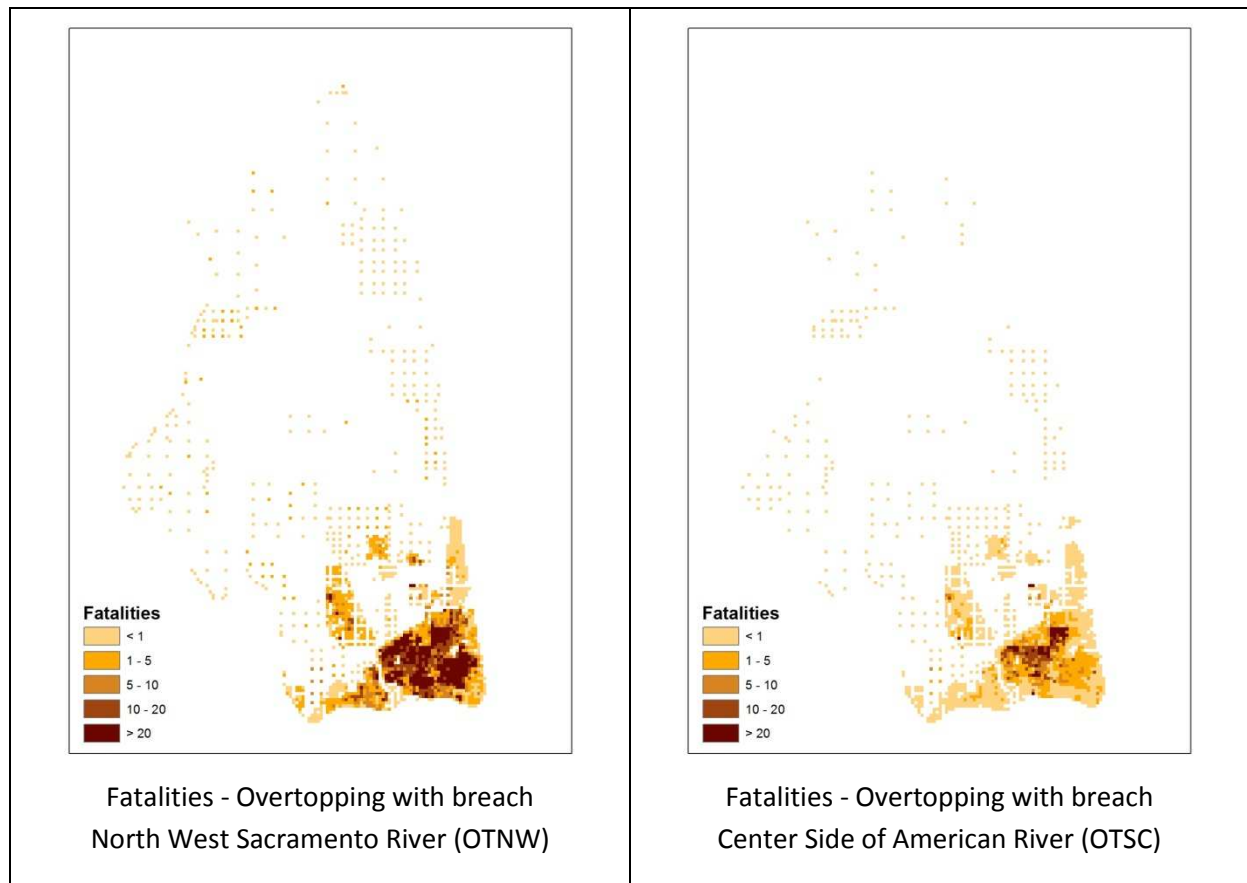 Fatalities
< 1
1 - 5
5 - 10
10 - 20
> 20
Fatalities - Overtopping with breach
North West Sacramento River (OTNW)
Fatalities
< 1
1 - 5
5 - 10
10 - 20
> 20
Fatalities - Overtopping with breach
Center Side of American River (OTSC)